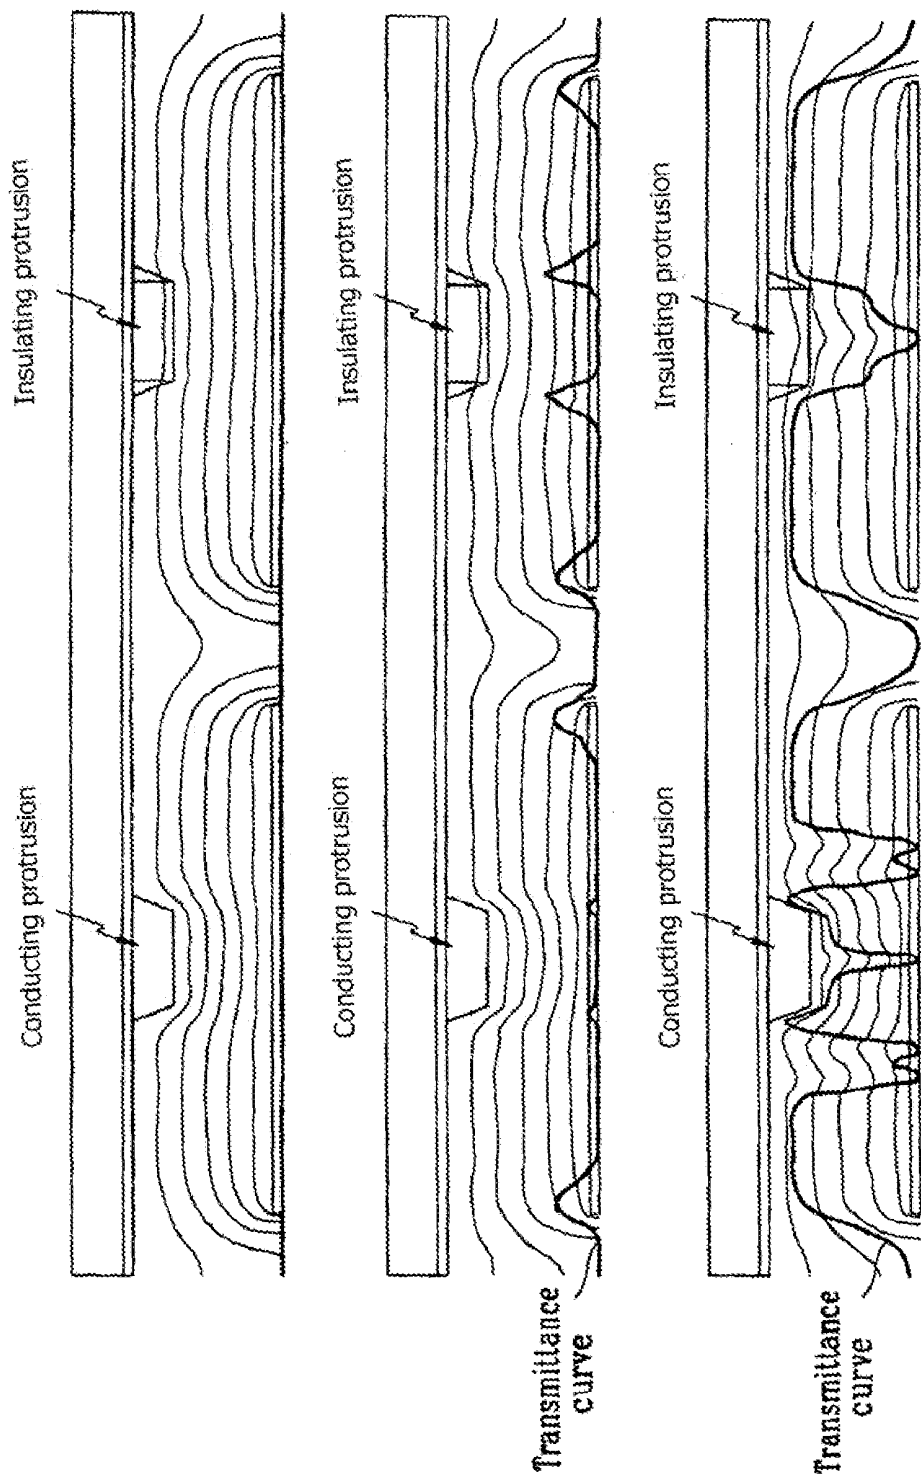 Conducting protrusion
Insulating protrusion
Conducting protrusion
Insulating protrusion
Transmittance
curve
Conducting protrusion
Insulating protrusion
Transmittance
curve